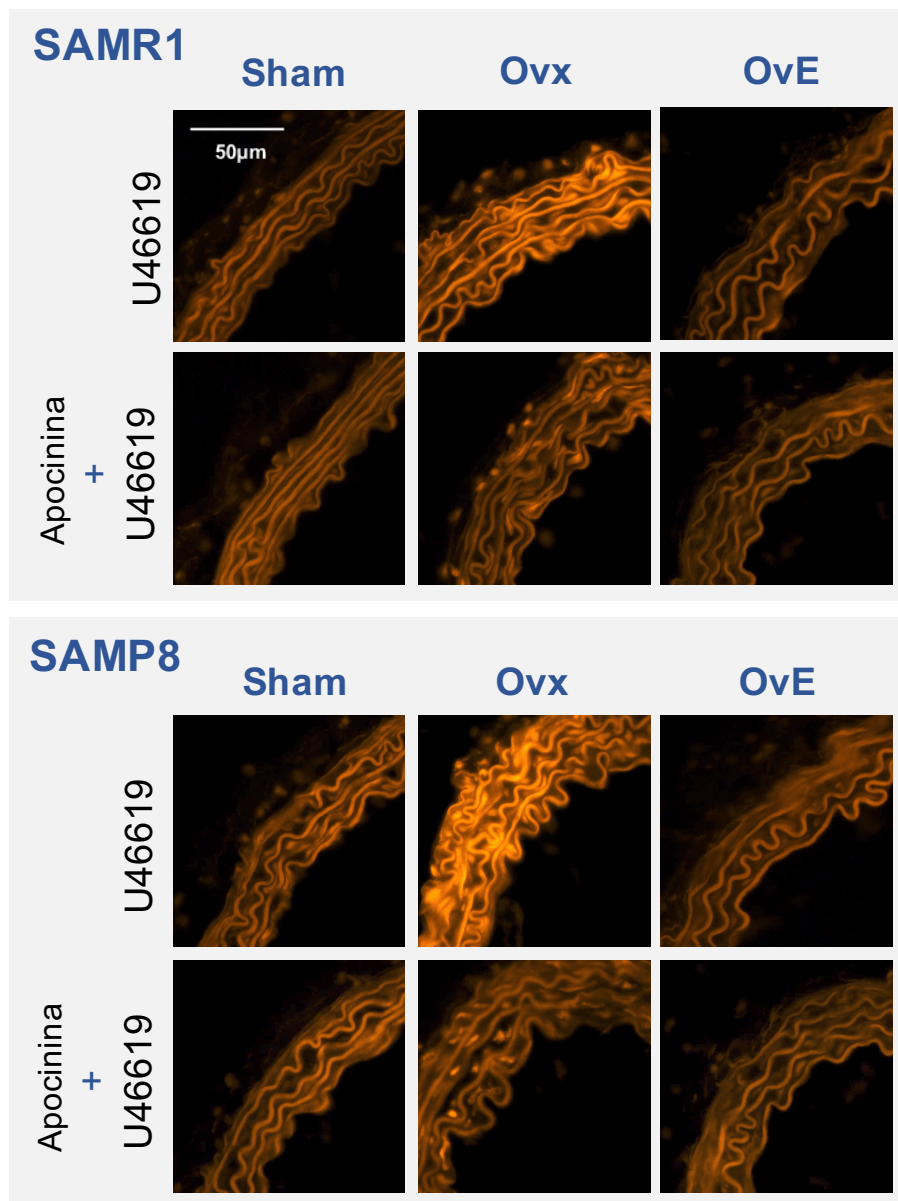 SAMR1
Sham Ovx OvE
50µm
U46619
Apocinina
+
U46619
SAMP8
Sham Ovx OvE
U46619
Apocinina
+
U46619